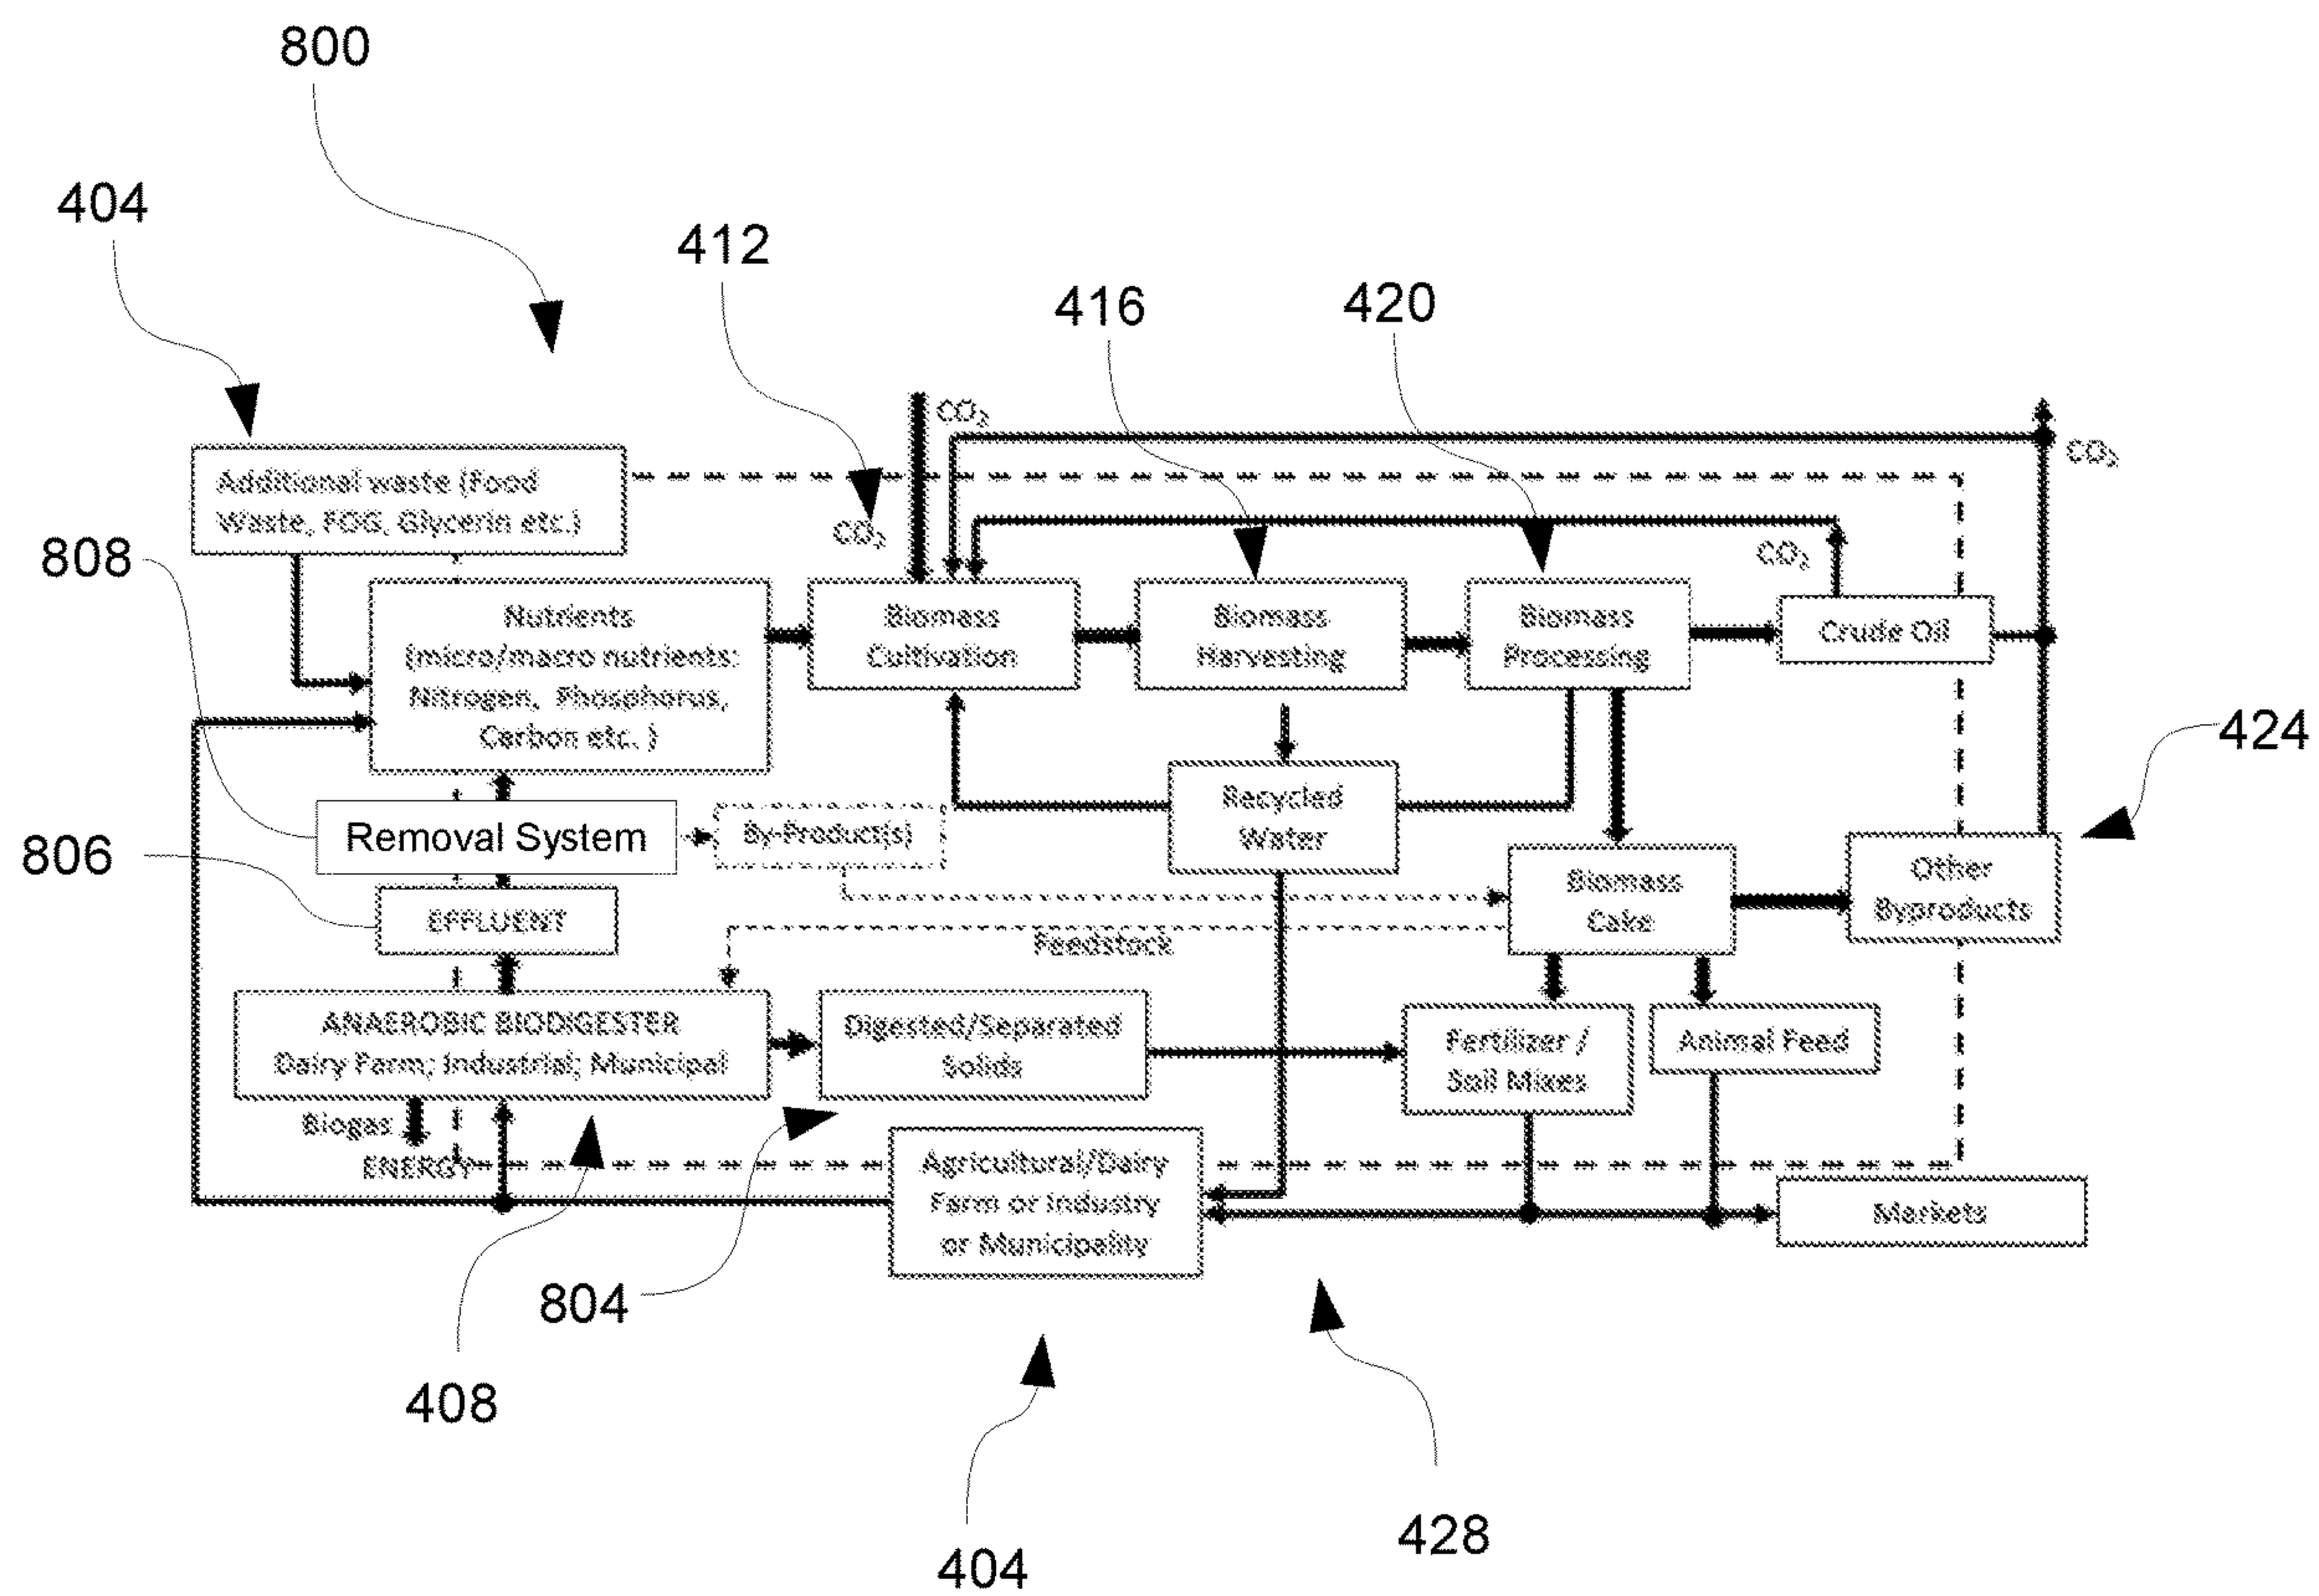 800
404
412
416
420
CO₂
CO₂
Additional waste (Food
Waste, FOG, Glycerin etc.)
CO₂
CO₂
808
Nutrients
(micro/macro nutrients:
Nitrogen, Phosphorus,
Carbon etc. )
Biomass
Cultivation
Biomass
Harvesting
Biomass
Processing
Crude Oil
424
Recycled
Water
Removal System
By-Product(s)
806
EFFLUENT
Biomass
Cake
Other
Byproducts
Feedstock
ANAEROBIC BIODIGESTER
Dairy Farm; Industrial; Municipal
Digested/Separated
Solids
Fertilizer /
Soil Mixes
Animal Feed
Biogas
ENERGY
Agricultural/Dairy
Farm or Industry
or Municipality
Markets
804
408
428
404